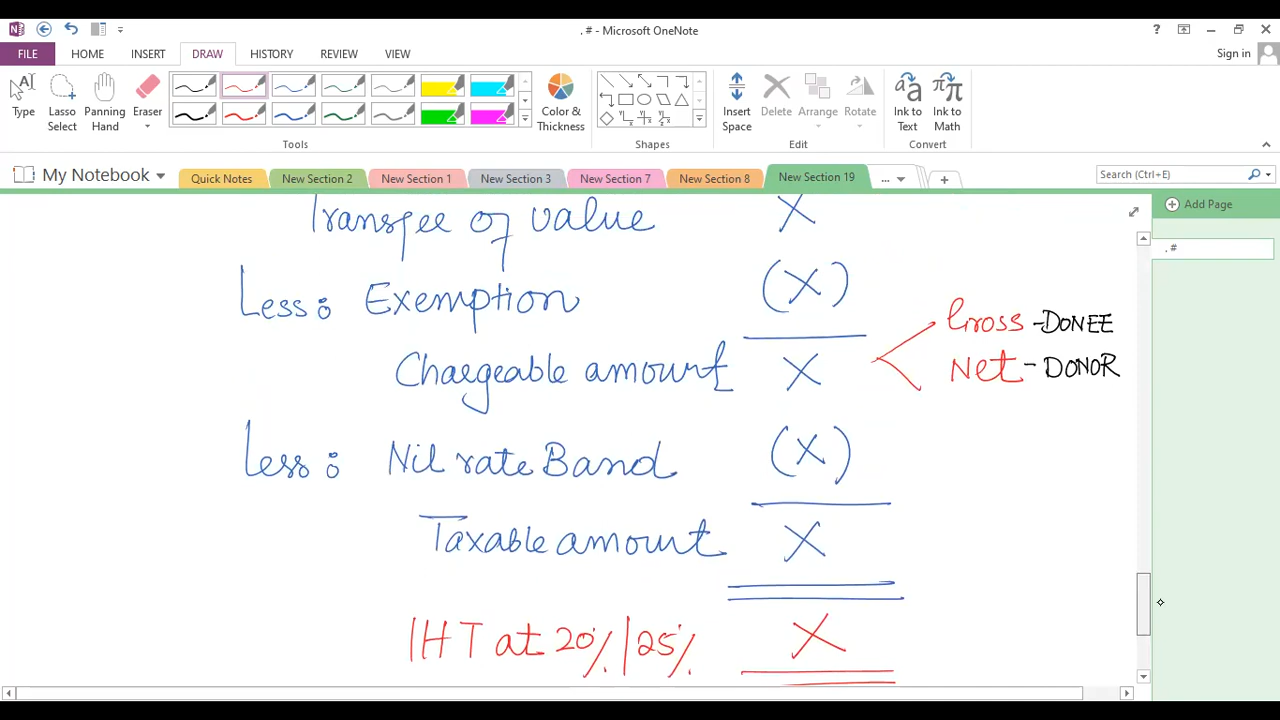 . # - Microsoft OneNote
Sign in
FILE HOME INSERT DRAW HISTORY REVIEW VIEW
Type
Lasso Select
Panning Hand
Eraser
Color & Thickness
Insert Space
Delete
Arrange
Rotate
Ink to Text
Ink to Math
Tools
Shapes
Edit
Convert
My Notebook
Quick Notes
New Section 2
New Section 1
New Section 3
New Section 7
New Section 8
New Section 19
...
Search (Ctrl+E)
Add Page
. #
Transfer of value X
Less: Exemption (X)
Gross - DONEE
Chargeable amount X
Net - DONOR
Less: Nil rate Band (X)
Taxable amount X
IHT at 20% | 25% X